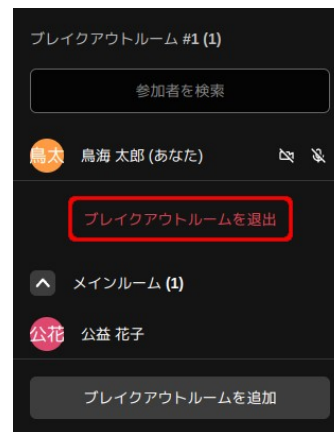 ブレイクアウトルーム #1 (1)
参加者を検索
鳥太 鳥海 太郎 (あなた)
ブレイクアウトルームを退出
メインルーム (1)
公花 公益 花子
ブレイクアウトルームを追加